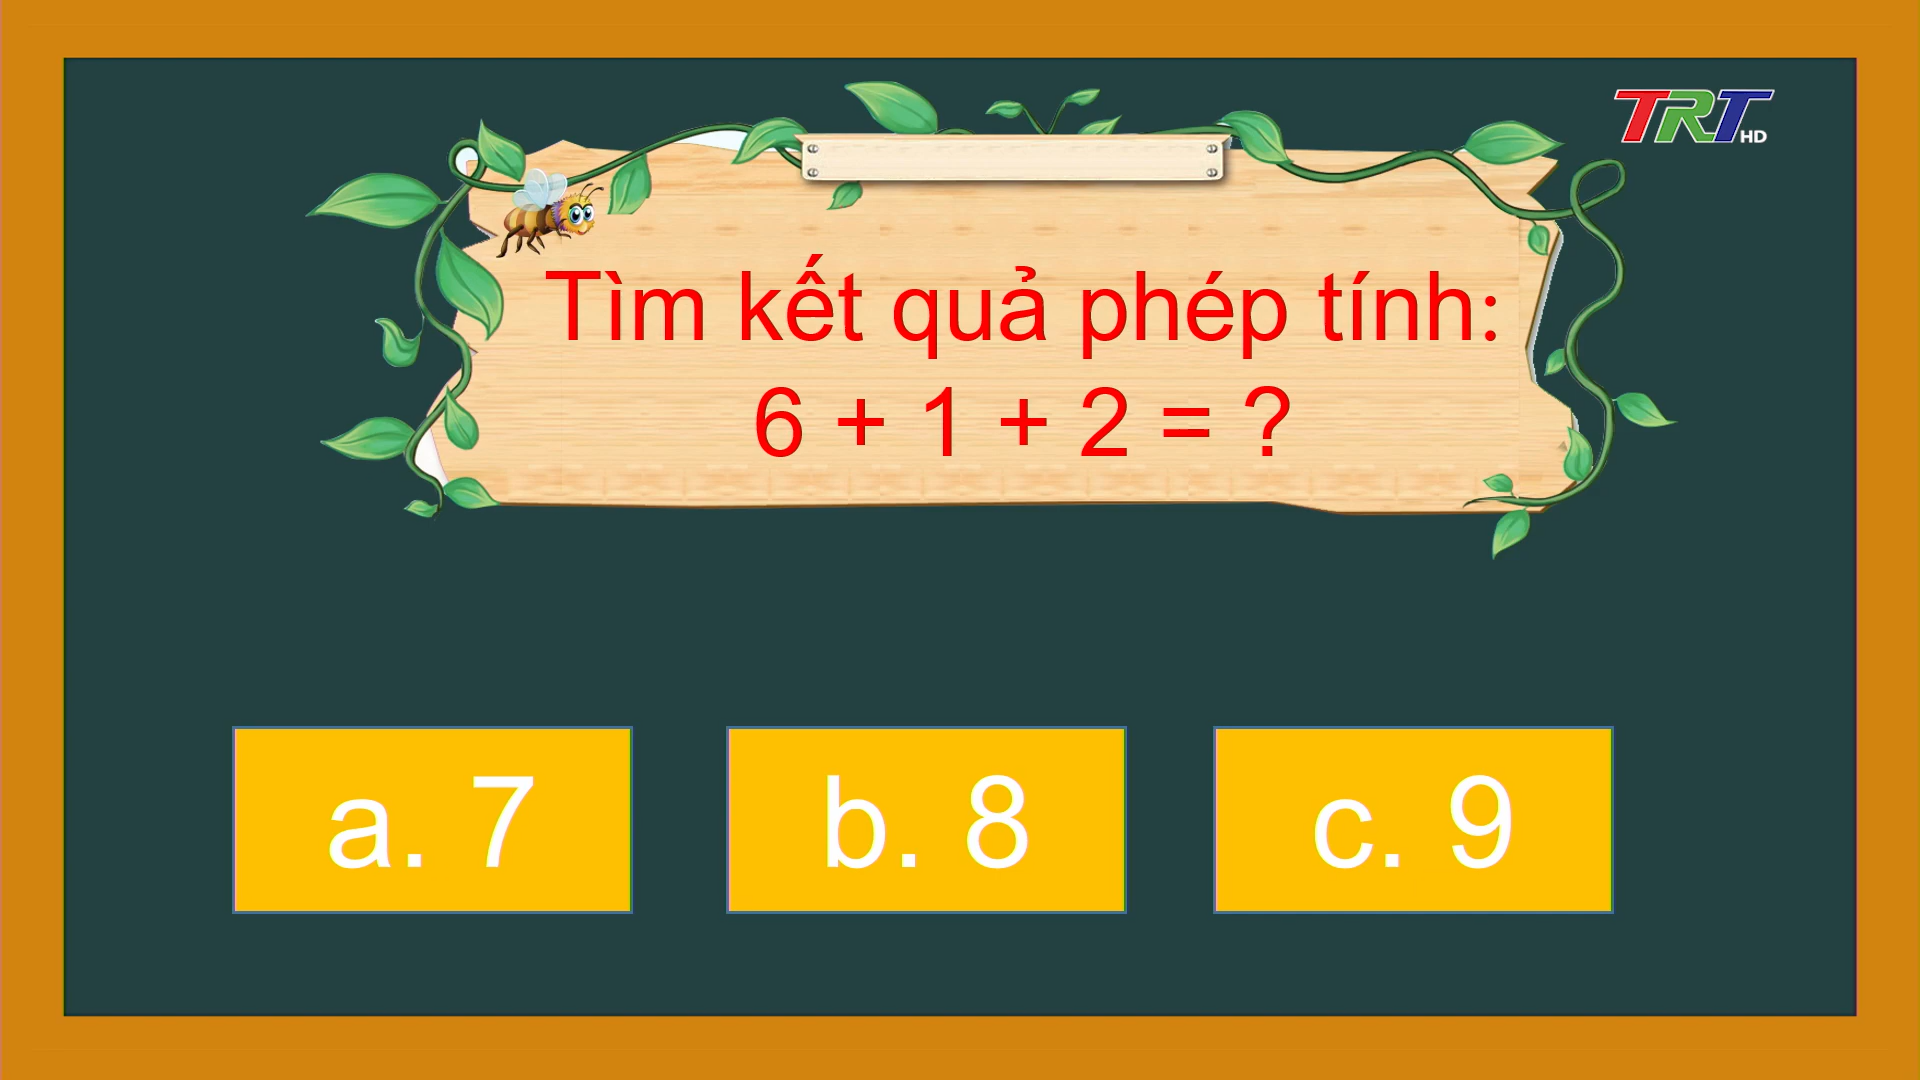 TRT HD
Tìm kết quả phép tính:
6 + 1 + 2 = ?
a. 7
b. 8
c. 9